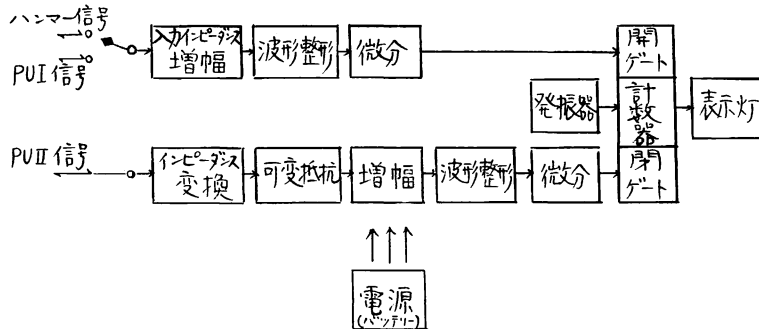 ハンマー信号
PUI信号
入力インピーダンス
増幅
波形整形
微分
開
ゲート
発振器
計数器
表示灯
PUII信号
インピーダンス
変換
可変抵抗
増幅
波形整形
微分
閉
ゲート
電源
(バッテリー)